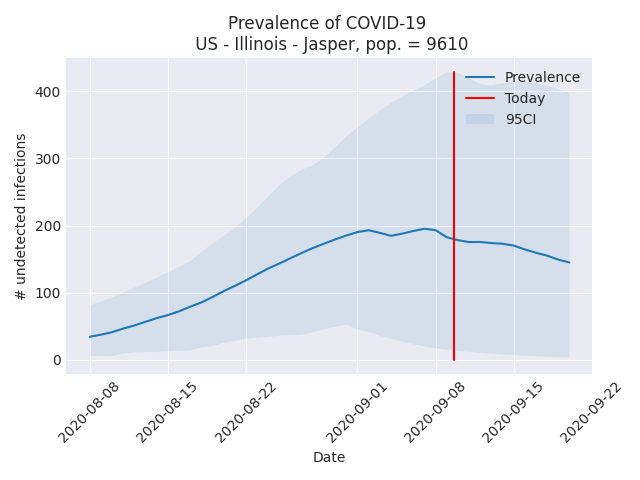 Prevalence of COVID-19
US - Illinois - Jasper, pop. = 9610
Prevalence
Today
95CI
400
300
200
100
0
# undetected infections
2020-08-08
2020-08-15
2020-08-22
2020-09-01
2020-09-08
2020-09-15
2020-09-22
Date